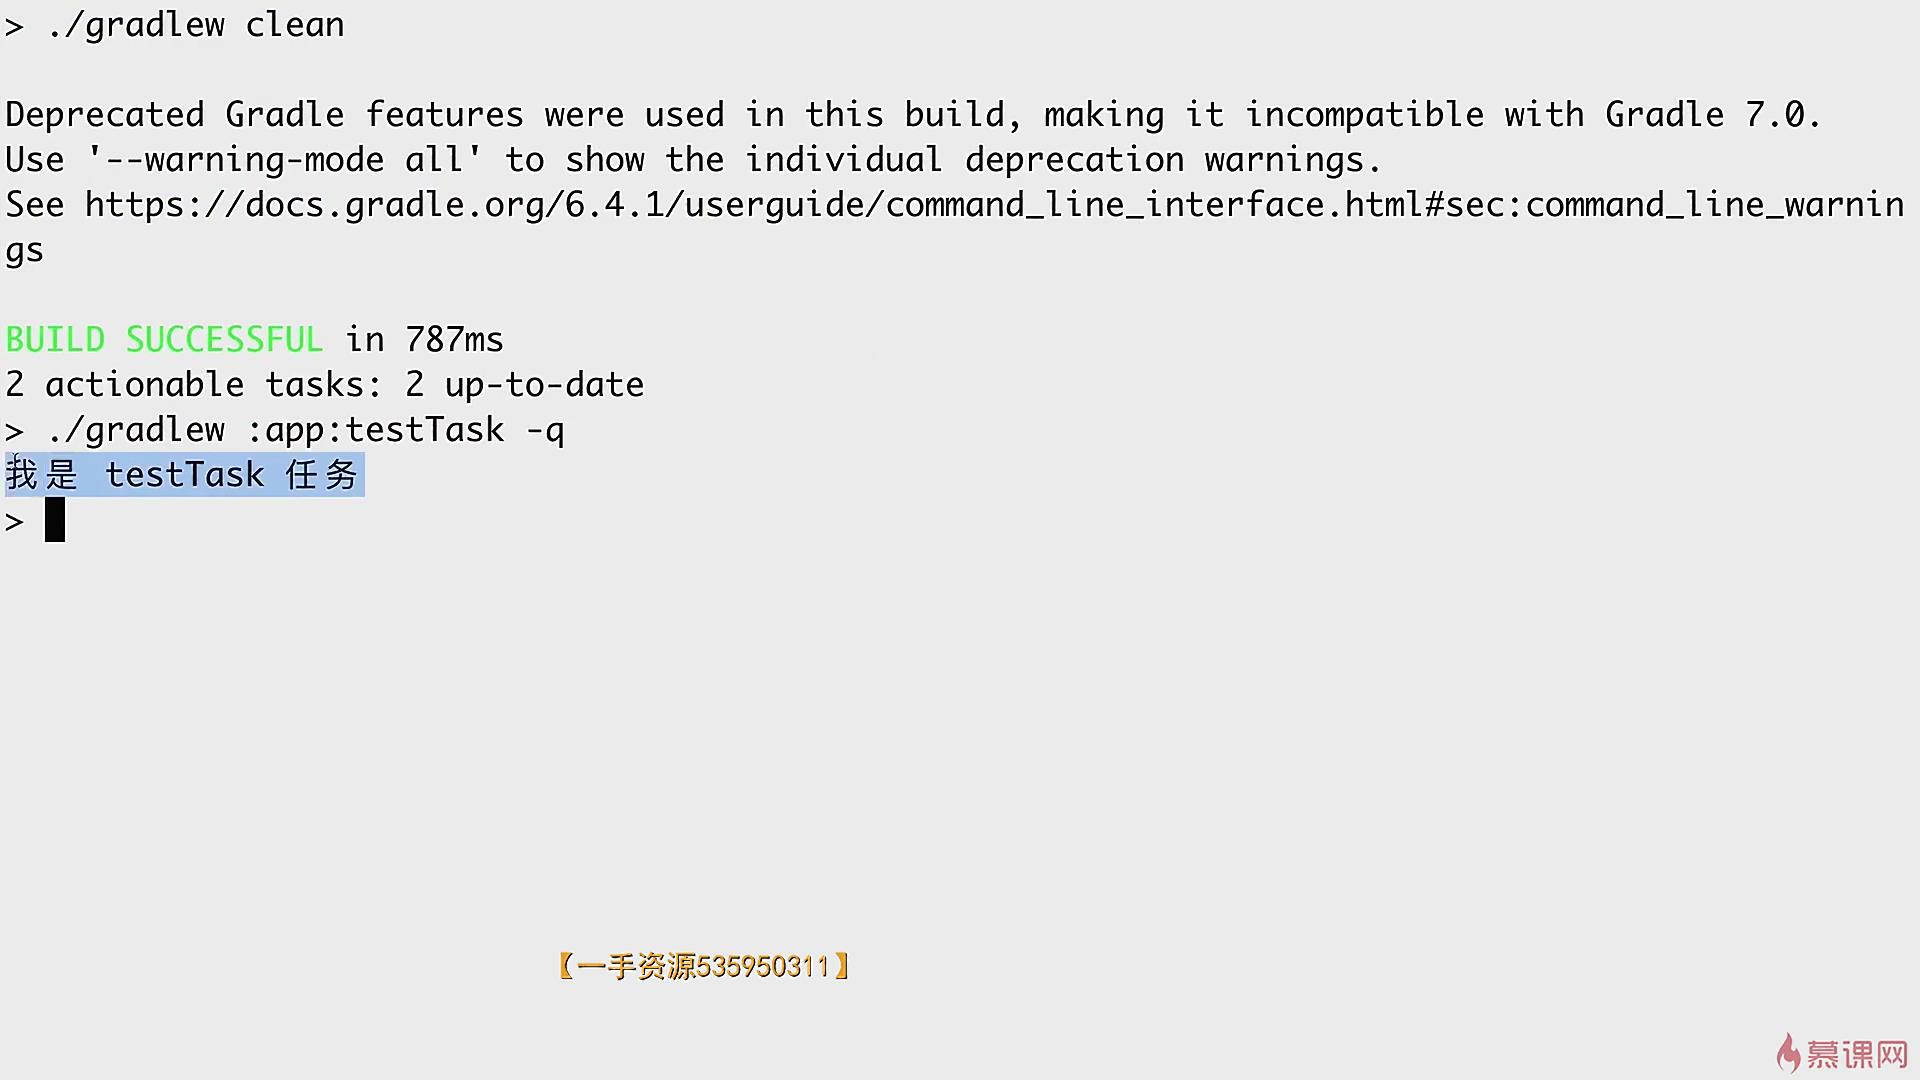 > ./gradlew clean
Deprecated Gradle features were used in this build, making it incompatible with Gradle 7.0.
Use '--warning-mode all' to show the individual deprecation warnings.
See https://docs.gradle.org/6.4.1/userguide/command_line_interface.html#sec:command_line_warnin
gs
BUILD SUCCESSFUL in 787ms
2 actionable tasks: 2 up-to-date
> ./gradlew :app:testTask -q
我是 testTask 任务
>
【一手资源535950311】
慕课网